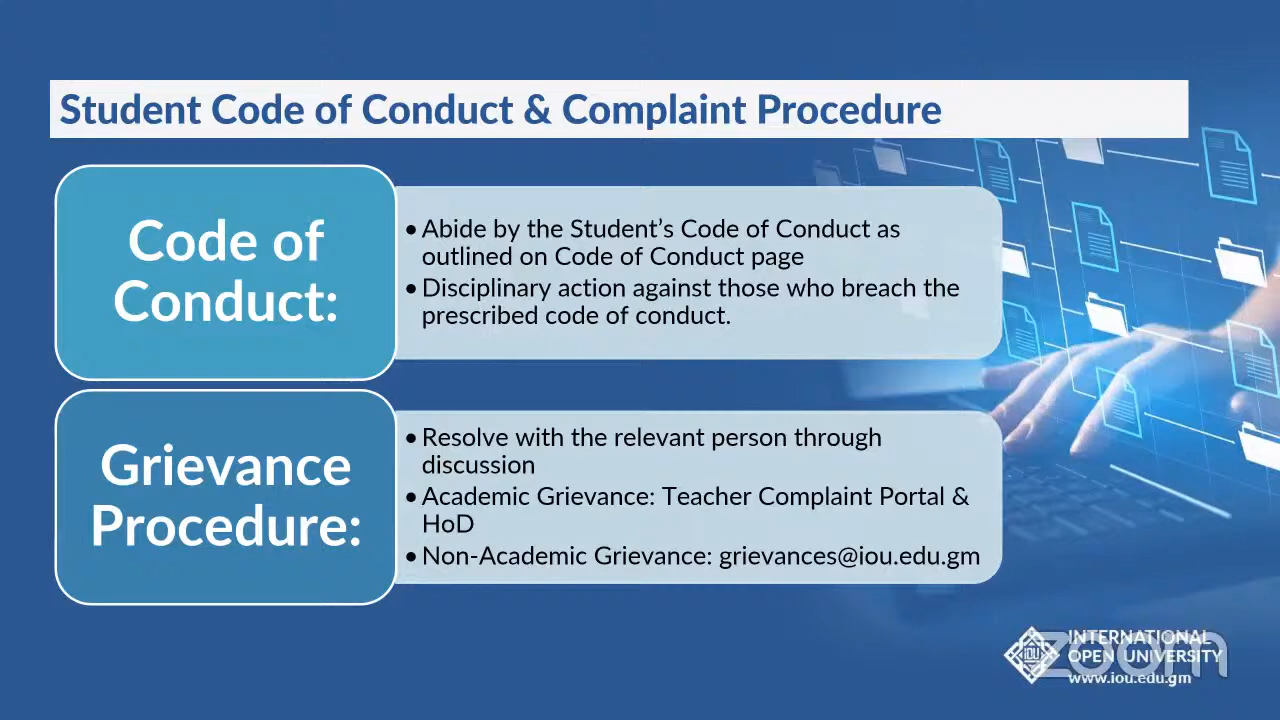 Student Code of Conduct & Complaint Procedure
Code of
Conduct:
• Abide by the Student’s Code of Conduct as
outlined on Code of Conduct page
• Disciplinary action against those who breach the
prescribed code of conduct.
Grievance
Procedure:
• Resolve with the relevant person through
discussion
• Academic Grievance: Teacher Complaint Portal &
HoD
• Non-Academic Grievance: grievances@iou.edu.gm
IOU
INTERNATIONAL
OPEN UNIVERSITY
www.iou.edu.gm
zoom